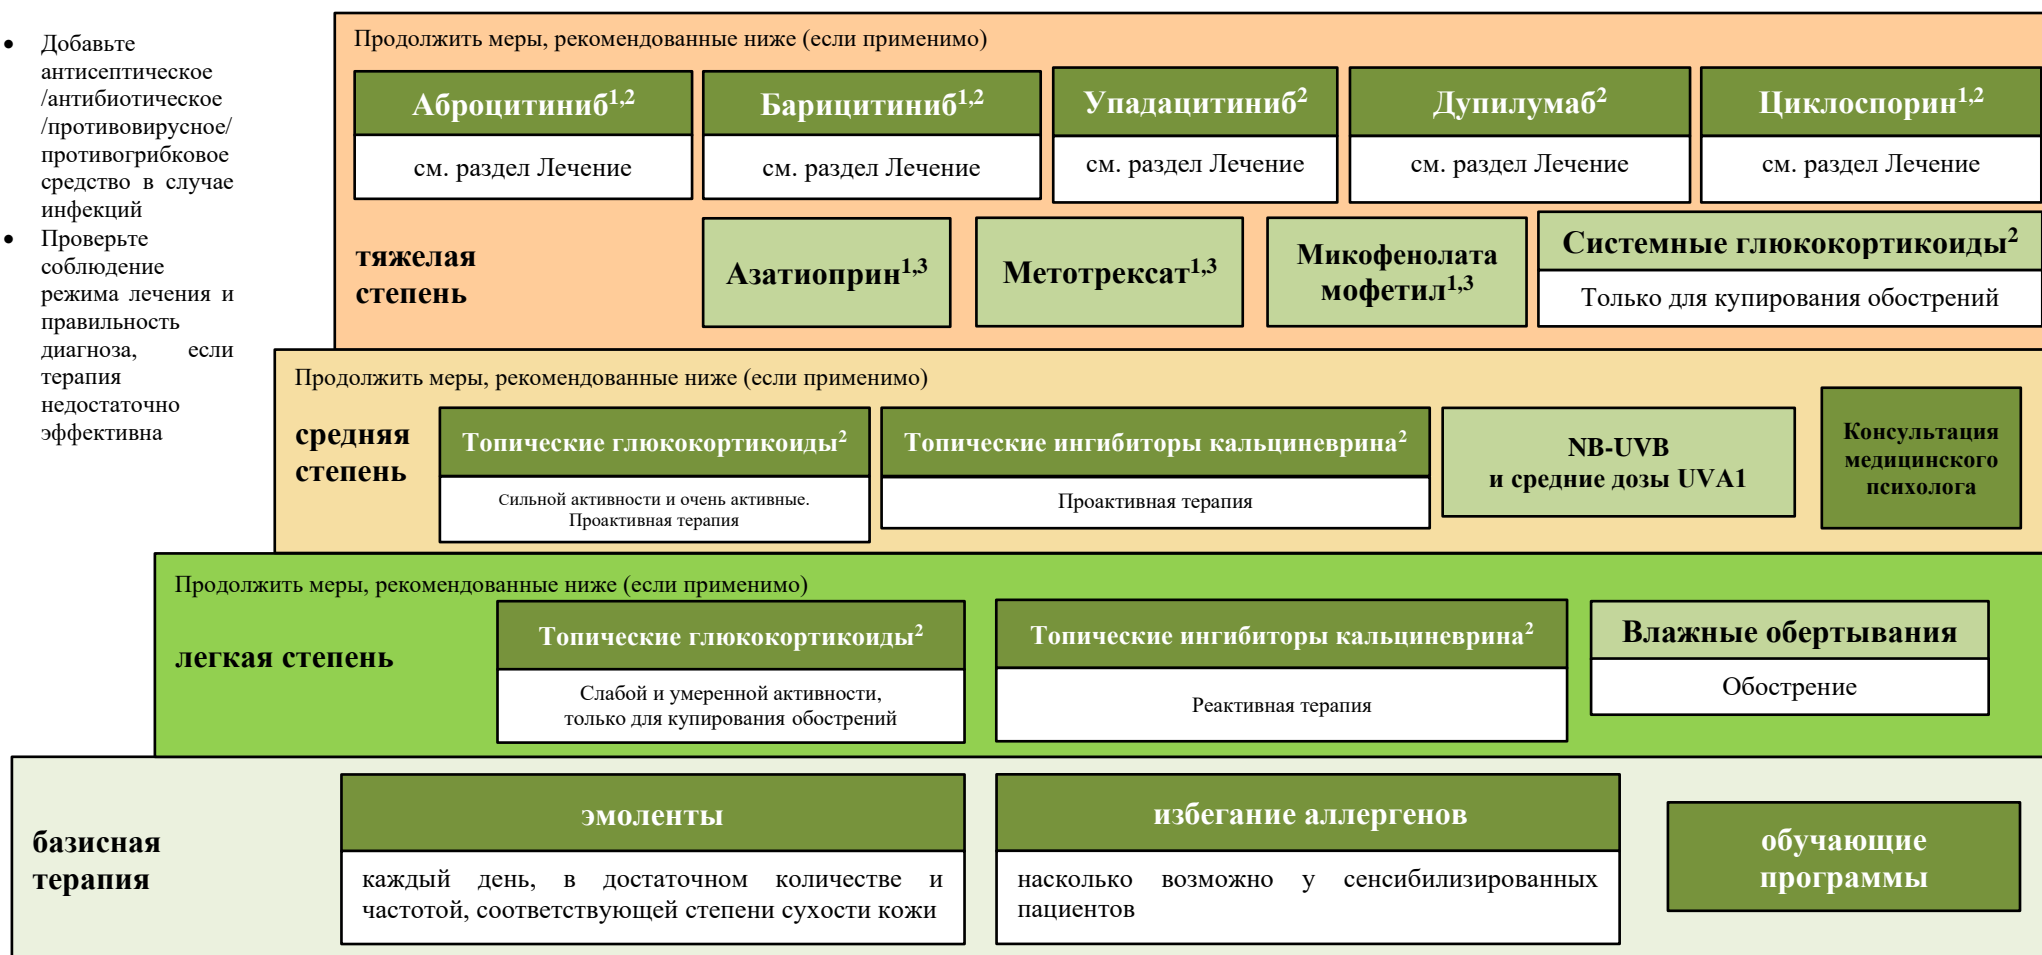 • Добавьте
антисептическое
/антибиотическое
/противовирусное/
противогрибковое
средство в случае
инфекций
• Проверьте
соблюдение
режима лечения и
правильность
диагноза, если
терапия
недостаточно
эффективна
Продолжить меры, рекомендованные ниже (если применимо)
Аброцитиниб1,2
см. раздел Лечение
Барицитиниб1,2
см. раздел Лечение
Упадацитиниб2
см. раздел Лечение
Дупилумаб2
см. раздел Лечение
Циклоспорин1,2
см. раздел Лечение
тяжелая
степень
Азатиоприн1,3
Метотрексат1,3
Микофенолата
мофетил1,3
Системные глюкокортикоиды2
Только для купирования обострений
Продолжить меры, рекомендованные ниже (если применимо)
средняя
степень
Топические глюкокортикоиды2
Сильной активности и очень активные.
Проактивная терапия
Топические ингибиторы кальциневрина2
Проактивная терапия
NB-UVB
и средние дозы UVA1
Консультация
медицинского
психолога
Продолжить меры, рекомендованные ниже (если применимо)
легкая степень
Топические глюкокортикоиды2
Слабой и умеренной активности,
только для купирования обострений
Топические ингибиторы кальциневрина2
Реактивная терапия
Влажные обертывания
Обострение
базисная
терапия
эмоленты
каждый день, в достаточном количестве и
частотой, соответствующей степени сухости кожи
избегание аллергенов
насколько возможно у сенсибилизированных
пациентов
обучающие
программы